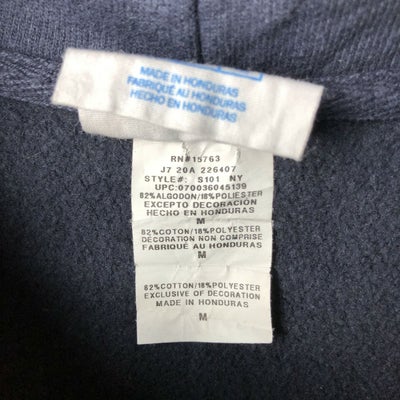 MADE IN HONDURAS
FABRIQUÉ AU HONDURAS
HECHO EN HONDURAS
RN#15763
J7 20A 226407
STYLE#: S101 NY
UPC:070036045139
82%ALGODON/18%POLIESTER
EXCEPTO DECORACIÓN
HECHO EN HONDURAS
M
82%COTTON/18%POLYESTER
DÉCORATION NON COMPRISE
FABRIQUÉ AU HONDURAS
M
82%COTTON/18%POLYESTER
EXCLUSIVE OF DECORATION
MADE IN HONDURAS
M